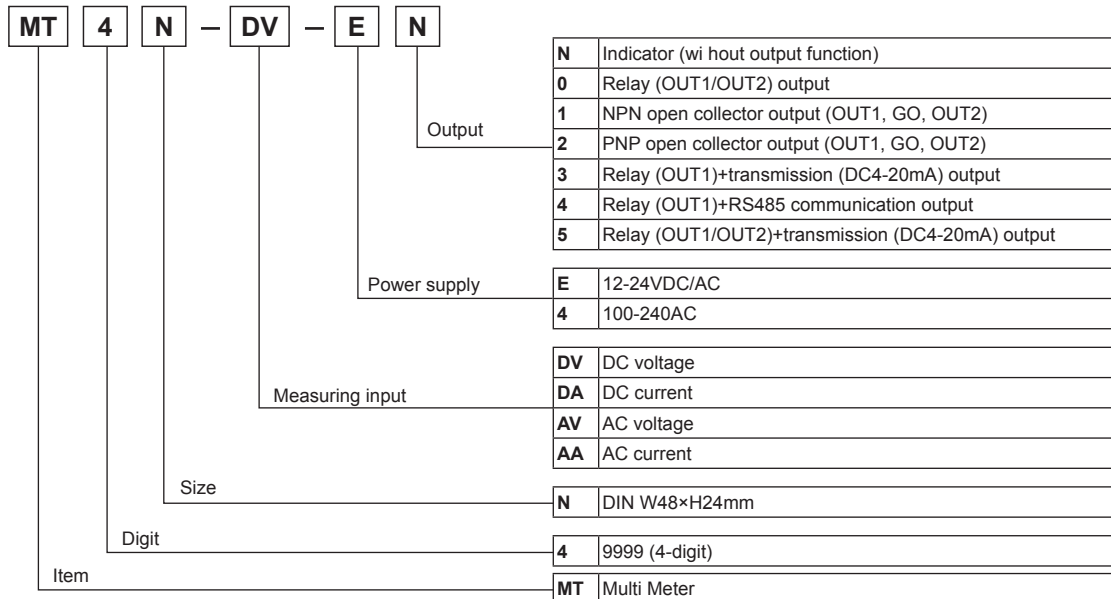 MT 4 N – DV – E N
Output
N Indicator (wi hout output function)
0 Relay (OUT1/OUT2) output
1 NPN open collector output (OUT1, GO, OUT2)
2 PNP open collector output (OUT1, GO, OUT2)
3 Relay (OUT1)+transmission (DC4-20mA) output
4 Relay (OUT1)+RS485 communication output
5 Relay (OUT1/OUT2)+transmission (DC4-20mA) output
Power supply
E 12-24VDC/AC
4 100-240AC
Measuring input
DV DC voltage
DA DC current
AV AC voltage
AA AC current
Size
N DIN W48×H24mm
Digit
4 9999 (4-digit)
Item
MT Multi Meter